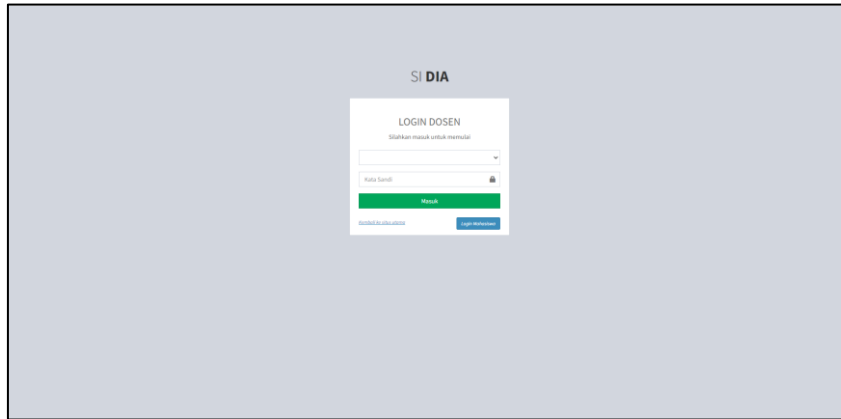 SI DIA
LOGIN DOSEN
Silahkan masuk untuk memulai
Kata Sandi
Masuk
Kembali ke situs utama
Login Mahasiswa